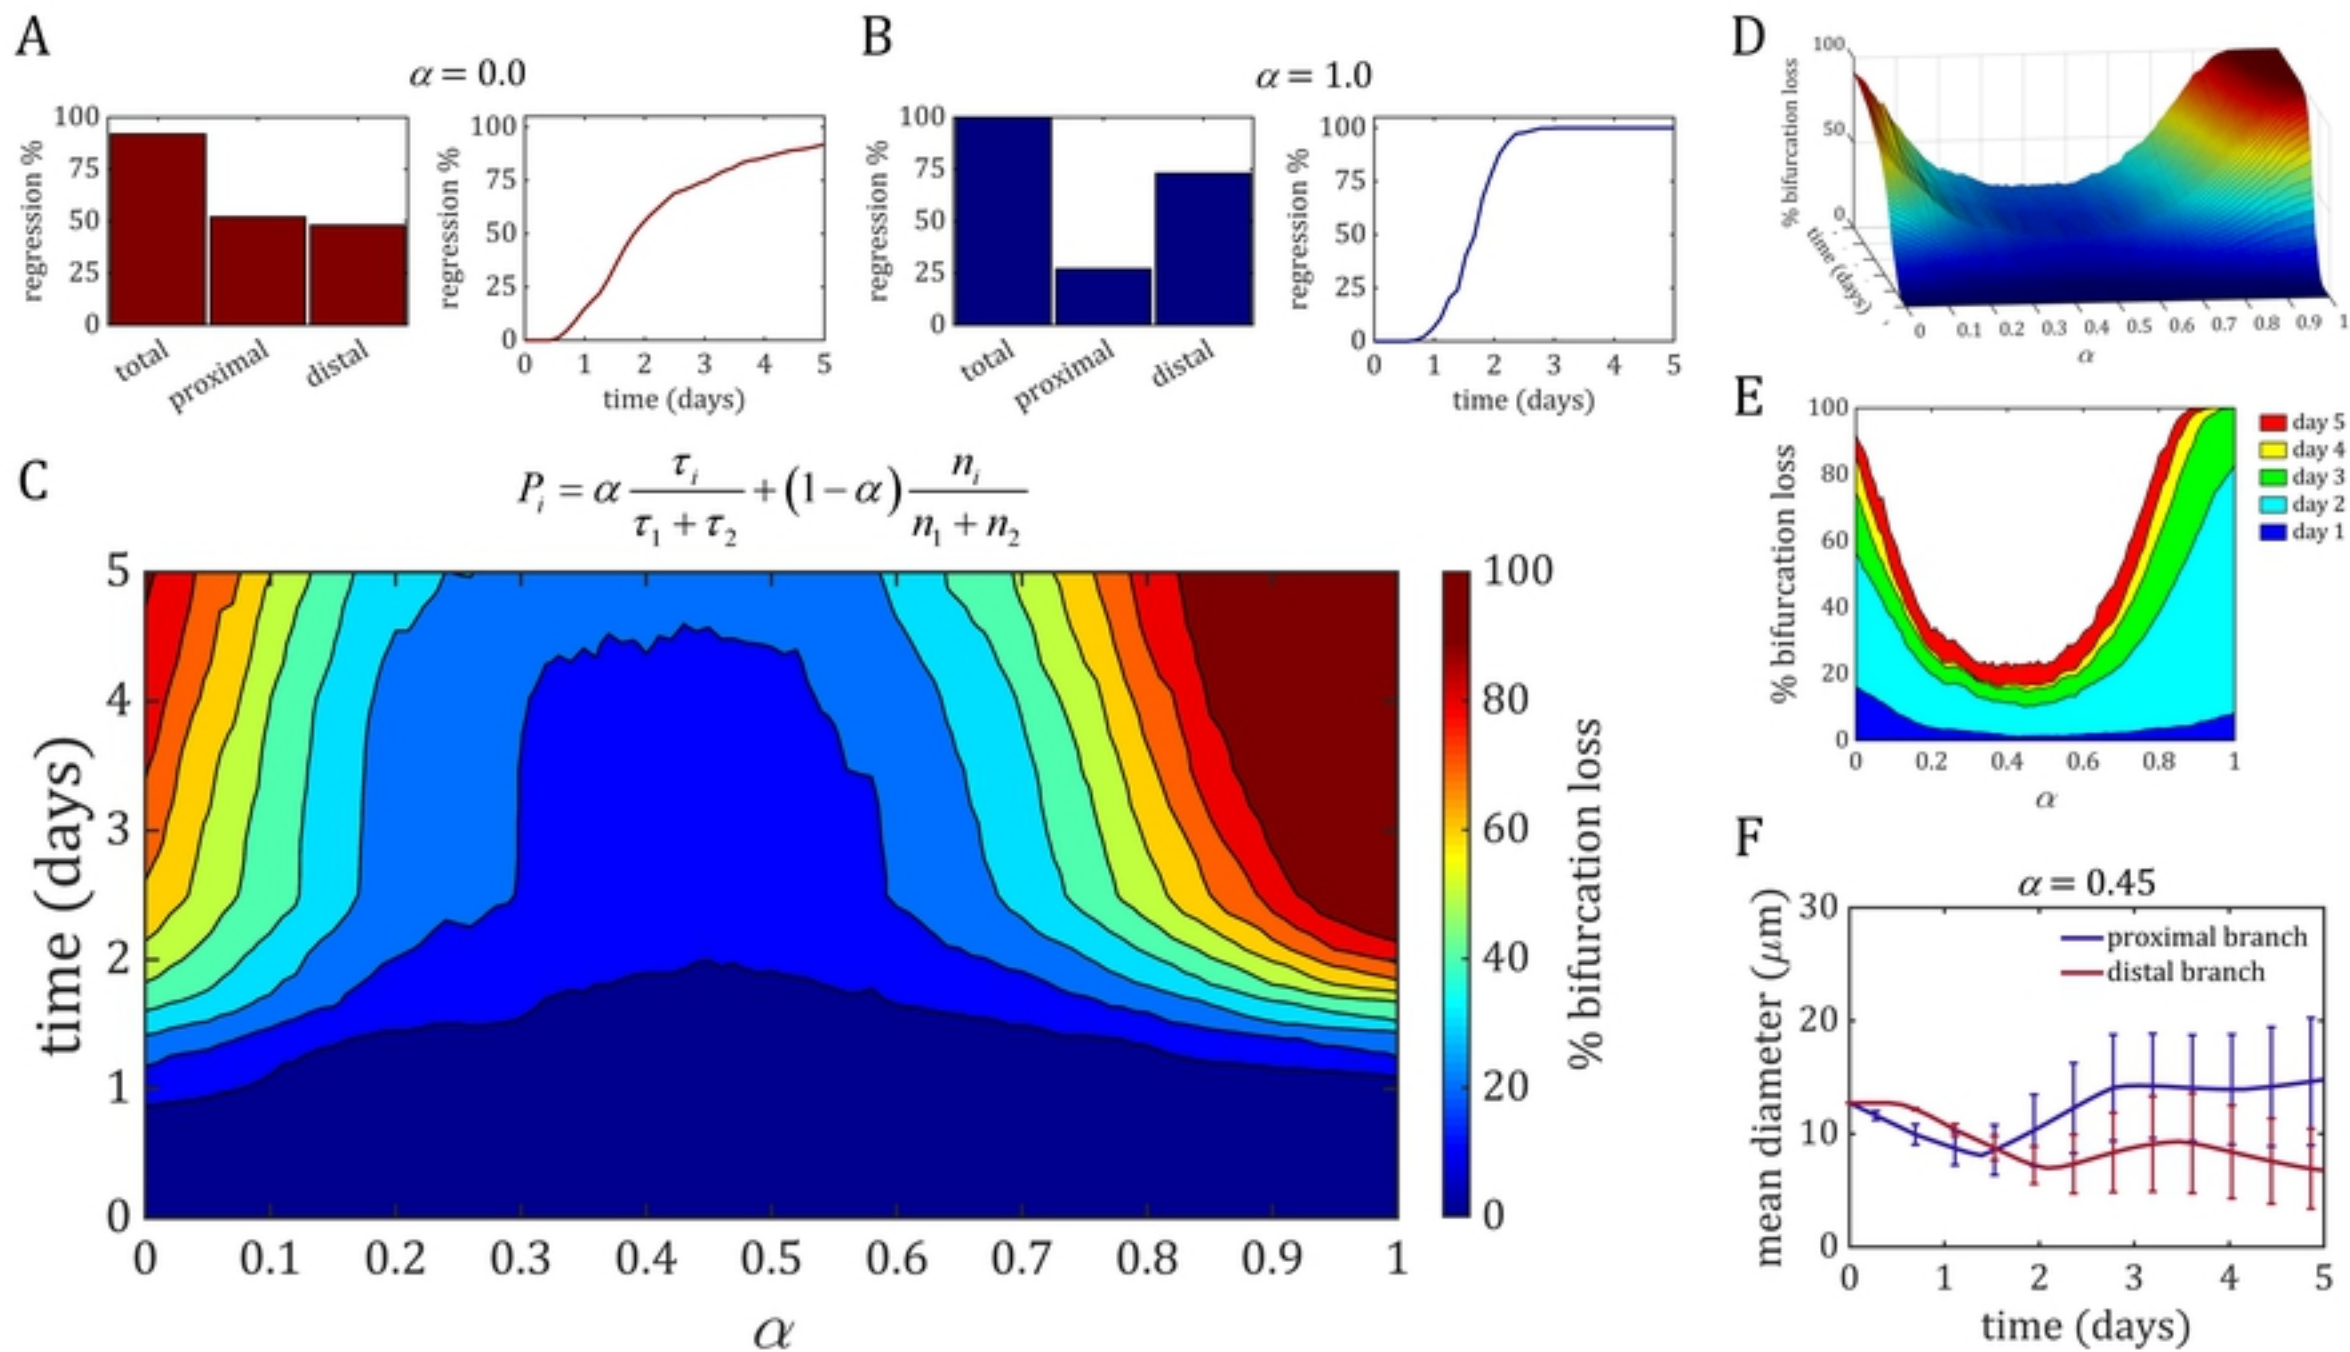 A
α = 0.0
regression %
100
75
50
25
0
total
proximal
distal
regression %
100
75
50
25
0
0 1 2 3 4 5
time (days)
B
α = 1.0
regression %
100
75
50
25
0
total
proximal
distal
regression %
100
75
50
25
0
0 1 2 3 4 5
time (days)
C
P_i = α τ_i / (τ_1 + τ_2) + (1 − α) n_i / (n_1 + n_2)
time (days)
5
4
3
2
1
0
0 0.1 0.2 0.3 0.4 0.5 0.6 0.7 0.8 0.9 1
α
100
80
60
40
20
0
% bifurcation loss
D
% bifurcation loss
100
50
0
time (days)
0 0.1 0.2 0.3 0.4 0.5 0.6 0.7 0.8 0.9 1
α
E
% bifurcation loss
100
80
60
40
20
0
0 0.2 0.4 0.6 0.8 1
α
day 5
day 4
day 3
day 2
day 1
F
α = 0.45
mean diameter (μm)
30
20
10
0
proximal branch
distal branch
0 1 2 3 4 5
time (days)